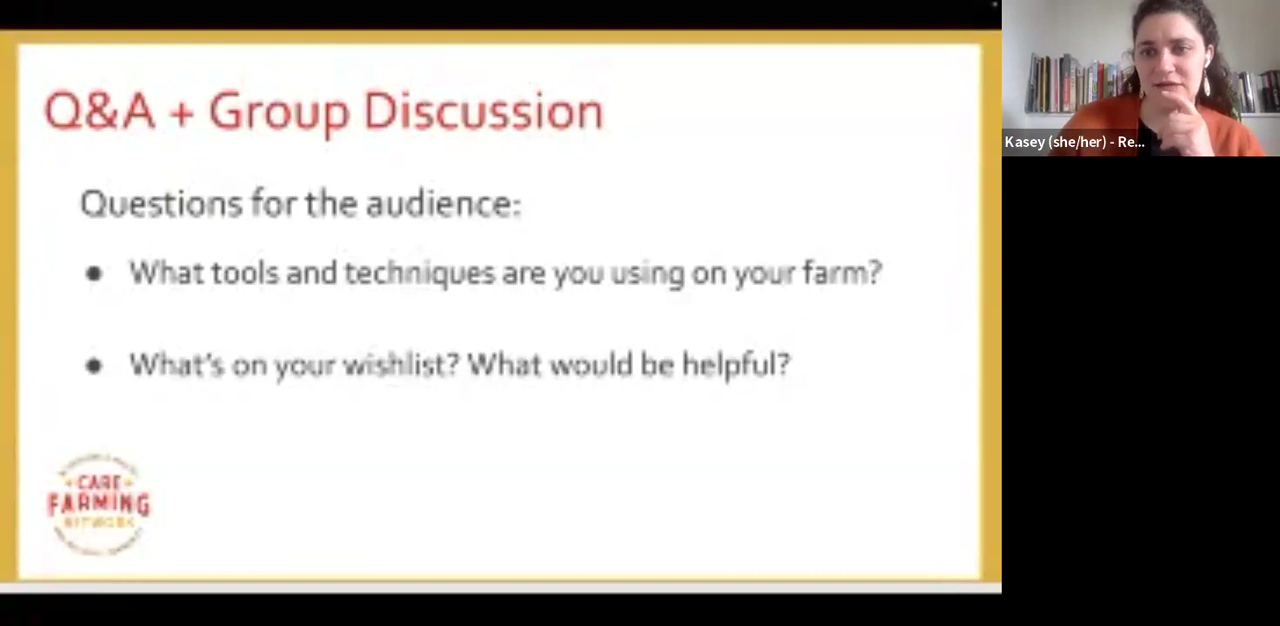 Q&A + Group Discussion
Questions for the audience:
● What tools and techniques are you using on your farm?
● What's on your wishlist? What would be helpful?
CARE
FARMING
NETWORK
Kasey (she/her) - Re...